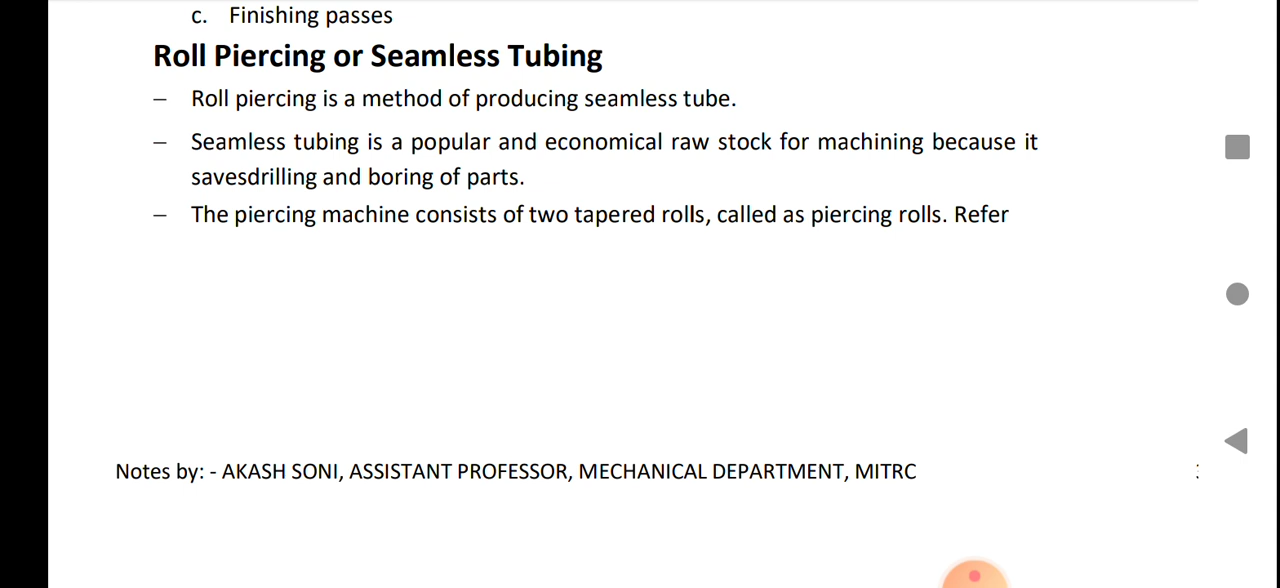 c. Finishing passes
Roll Piercing or Seamless Tubing
– Roll piercing is a method of producing seamless tube.
– Seamless tubing is a popular and economical raw stock for machining because it
savesdrilling and boring of parts.
– The piercing machine consists of two tapered rolls, called as piercing rolls. Refer
Notes by: - AKASH SONI, ASSISTANT PROFESSOR, MECHANICAL DEPARTMENT, MITRC